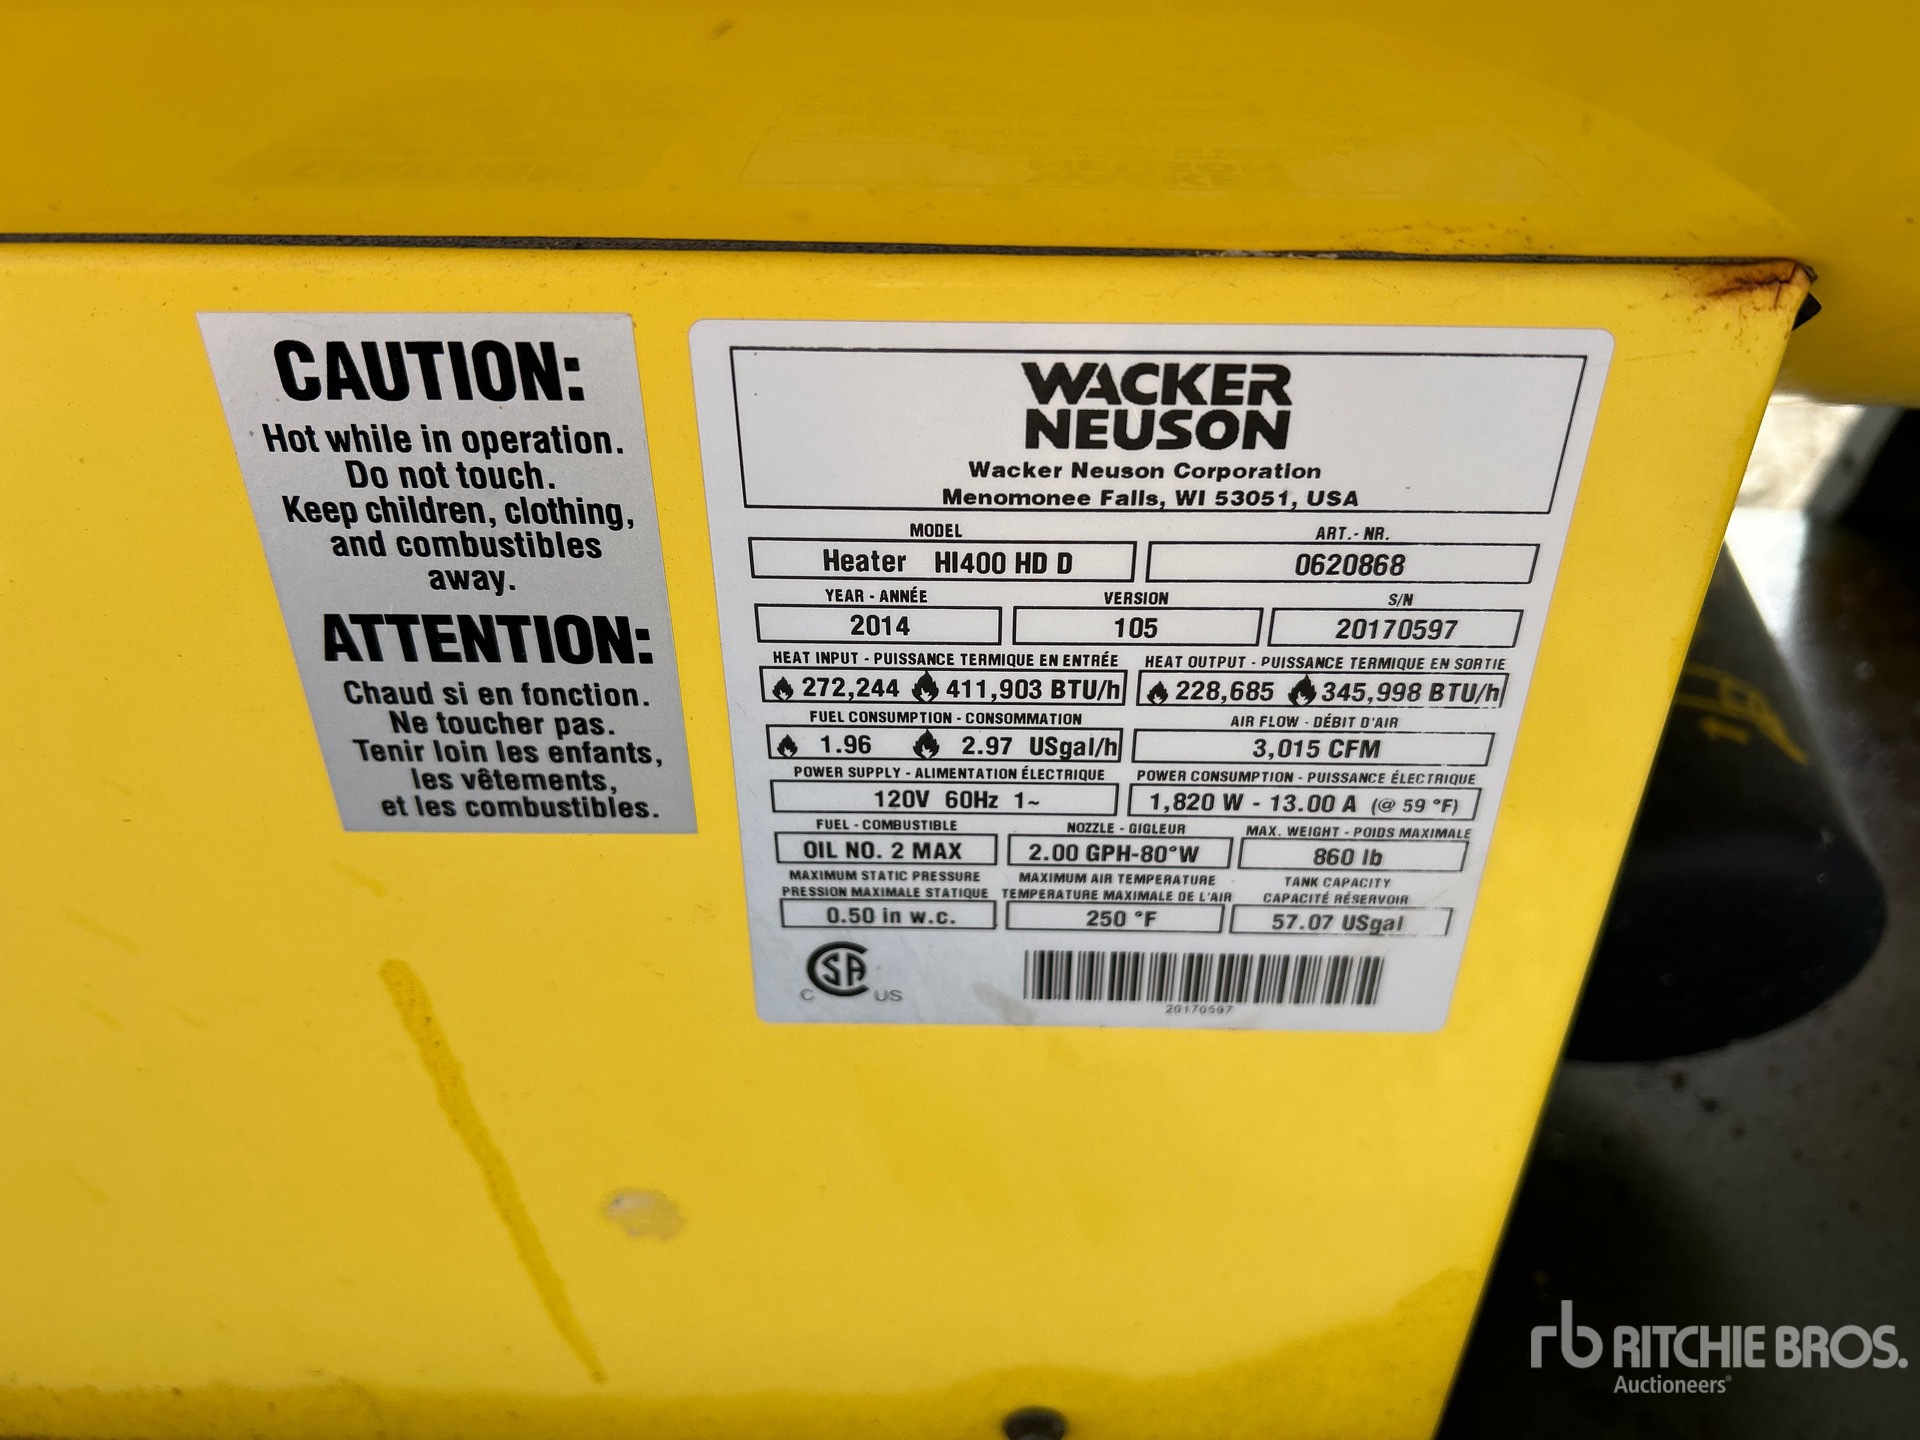 CAUTION:
Hot while in operation.
Do not touch.
Keep children, clothing,
and combustibles
away.
ATTENTION:
Chaud si en fonction.
Ne toucher pas.
Tenir loin les enfants,
les vêtements,
et les combustibles.
WACKER
NEUSON
Wacker Neuson Corporation
Menomonee Falls, WI 53051, USA
MODEL ART.- NR.
Heater HI400 HD D 0620868
YEAR - ANNÉE VERSION S/N
2014 105 20170597
HEAT INPUT - PUISSANCE TERMIQUE EN ENTRÉE HEAT OUTPUT - PUISSANCE TERMIQUE EN SORTIE
272,244 411,903 BTU/h 228,685 345,998 BTU/h
FUEL CONSUMPTION - CONSOMMATION AIR FLOW - DÉBIT D'AIR
1.96 2.97 USgal/h 3,015 CFM
POWER SUPPLY - ALIMENTATION ÉLECTRIQUE POWER CONSUMPTION - PUISSANCE ÉLECTRIQUE
120V 60Hz 1~ 1,820 W - 13.00 A (@ 59 °F)
FUEL - COMBUSTIBLE NOZZLE - GIGLEUR MAX. WEIGHT - POIDS MAXIMALE
OIL NO. 2 MAX 2.00 GPH-80°W 860 lb
MAXIMUM STATIC PRESSURE MAXIMUM AIR TEMPERATURE TANK CAPACITY
PRESSION MAXIMALE STATIQUE TEMPERATURE MAXIMALE DE L'AIR CAPACITÉ RÉSERVOIR
0.50 in w.c. 250 °F 57.07 USgal
CSA
C US
20170597
rb RITCHIE BROS.
Auctioneers